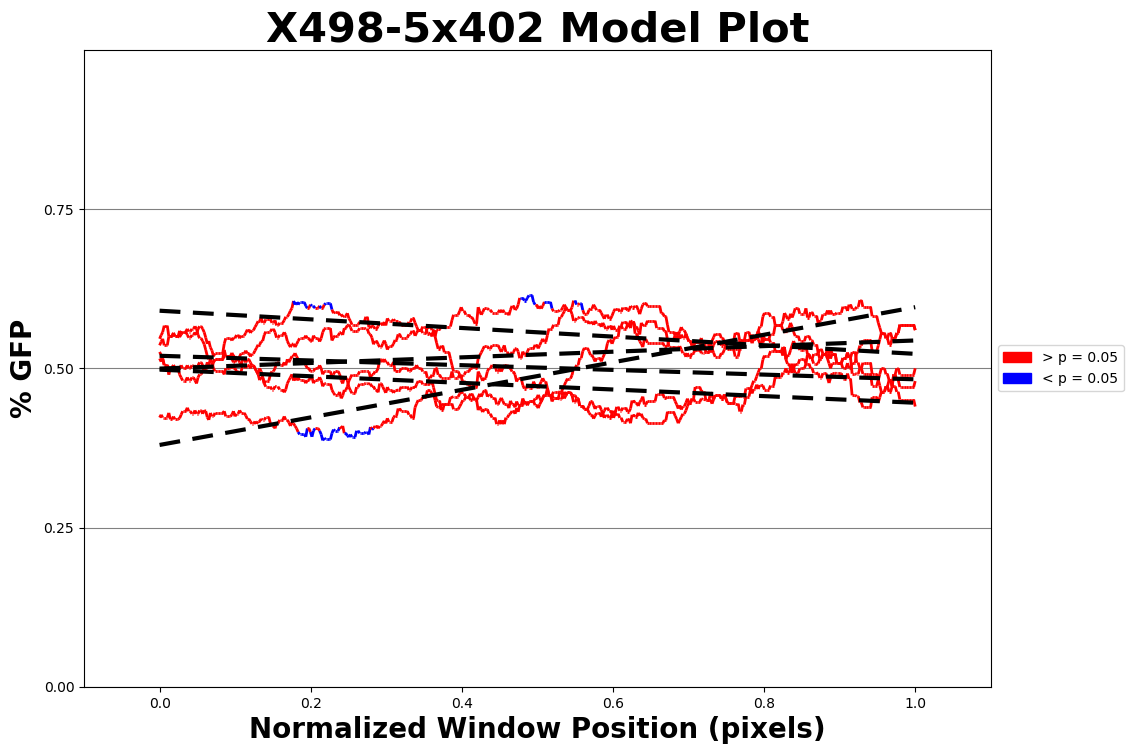 X498-5x402 Model Plot
% GFP
0.75
0.50
0.25
0.00
0.0 0.2 0.4 0.6 0.8 1.0
Normalized Window Position (pixels)
> p = 0.05
< p = 0.05